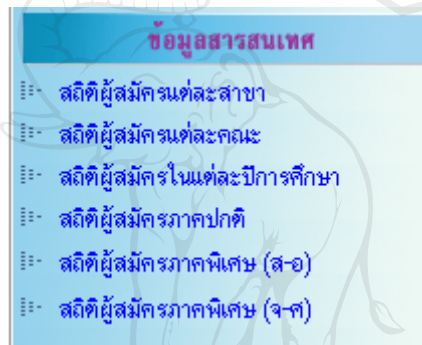 ข้อมูลสารสนเทศ
สถิติผู้สมัครแต่ละสาขา
สถิติผู้สมัครแต่ละคณะ
สถิติผู้สมัครในแต่ละปีการศึกษา
สถิติผู้สมัครภาคปกติ
สถิติผู้สมัครภาคพิเศษ (ส-อ)
สถิติผู้สมัครภาคพิเศษ (จ-ศ)